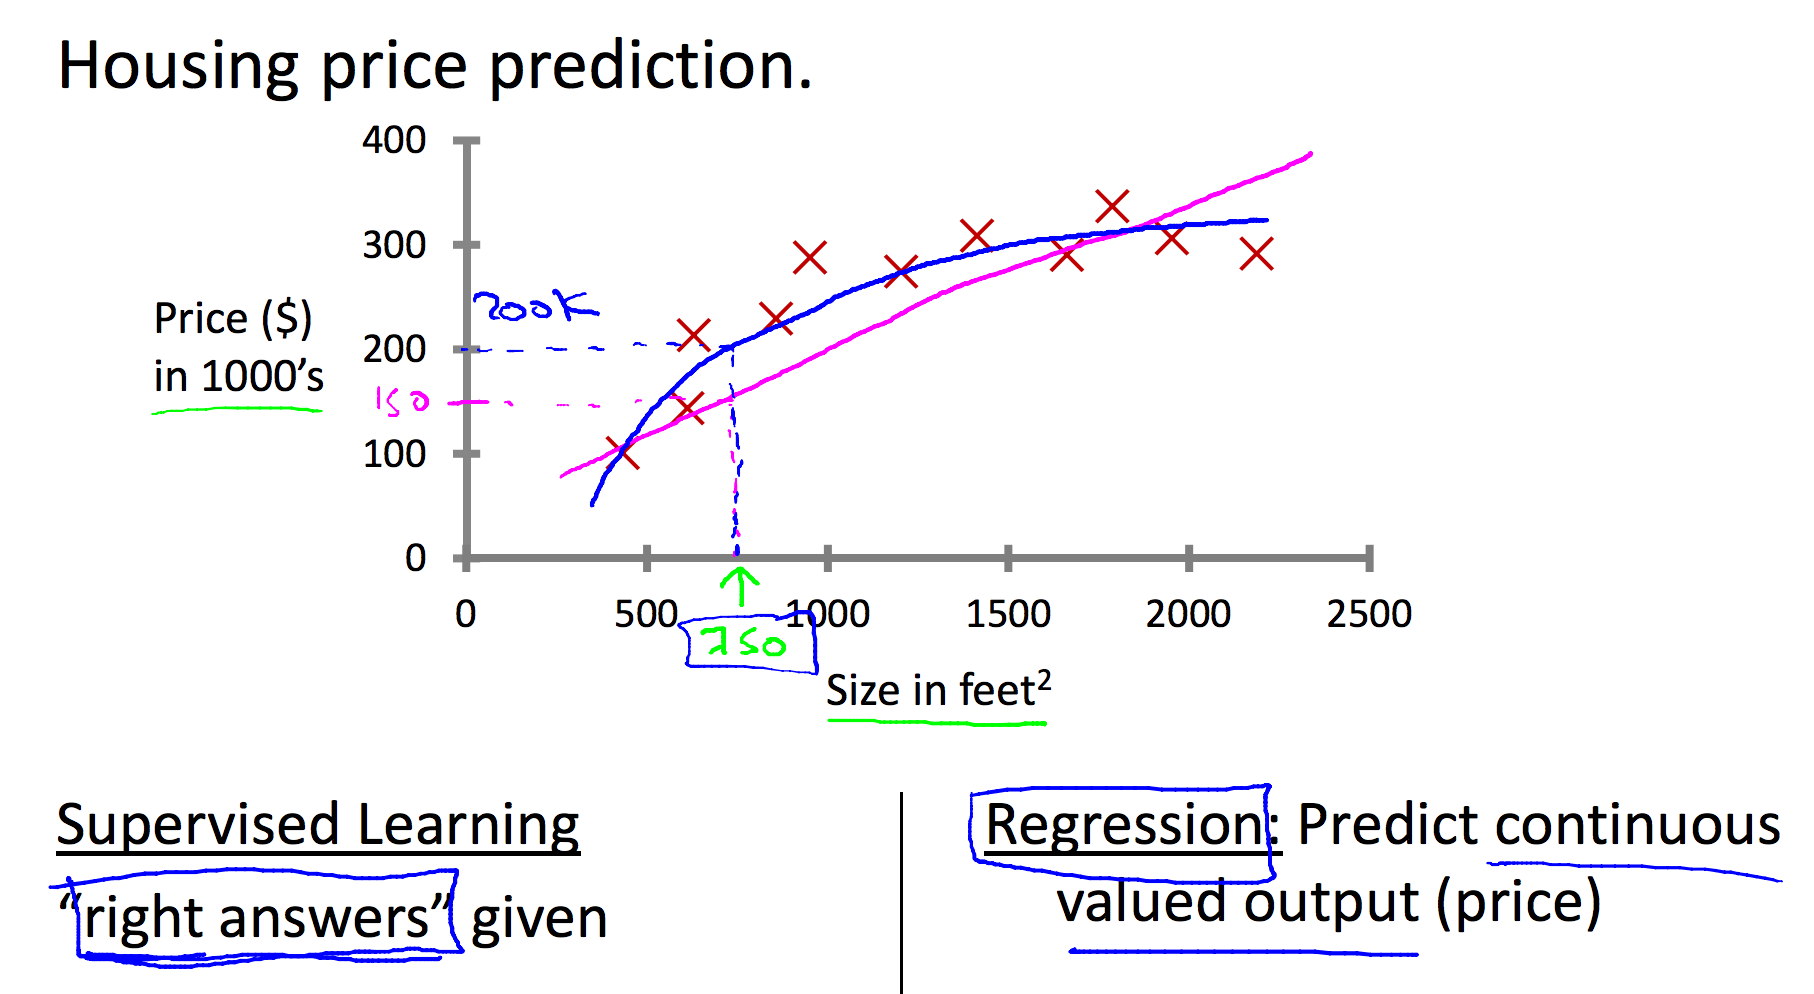 Housing price prediction.
400
300
200K
Price ($)
200
in 1000’s
150
100
0
0 500 1000 1500 2000 2500
750
Size in feet²
Supervised Learning
“right answers” given
Regression: Predict continuous
valued output (price)